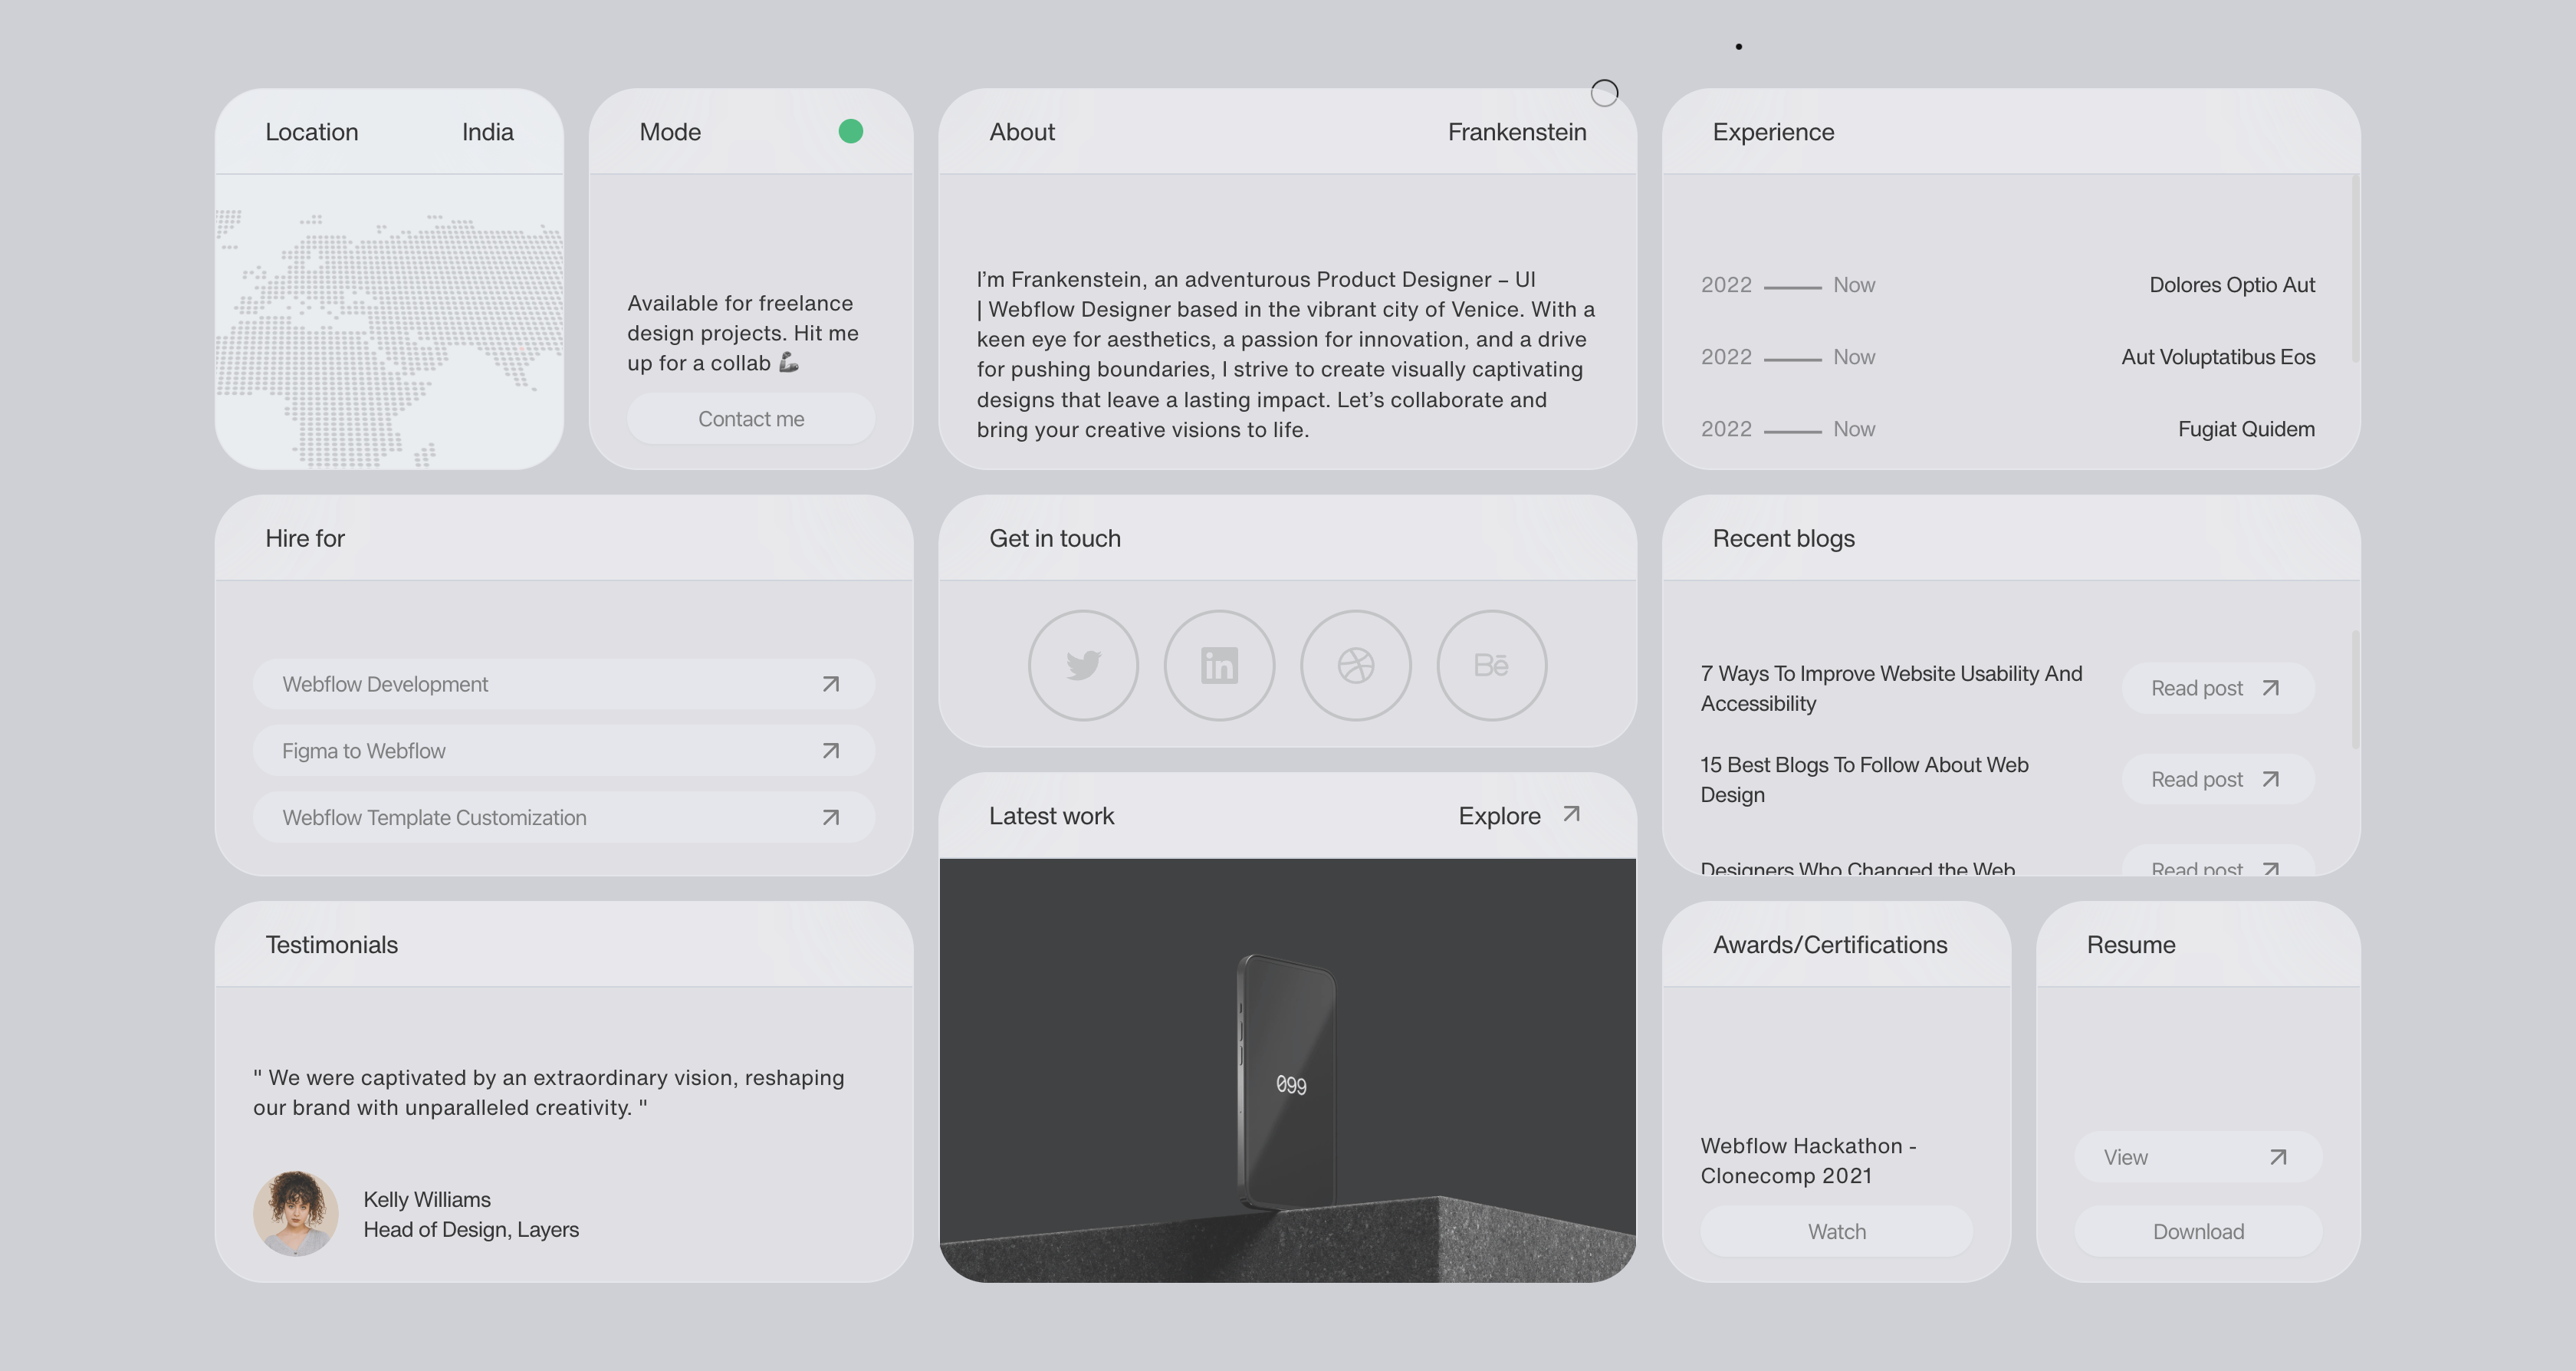 Location India
Mode
Available for freelance
design projects. Hit me
up for a collab 🦾
Contact me
About Frankenstein
I’m Frankenstein, an adventurous Product Designer – UI
| Webflow Designer based in the vibrant city of Venice. With a
keen eye for aesthetics, a passion for innovation, and a drive
for pushing boundaries, I strive to create visually captivating
designs that leave a lasting impact. Let’s collaborate and
bring your creative visions to life.
Experience
2022 Now Dolores Optio Aut
2022 Now Aut Voluptatibus Eos
2022 Now Fugiat Quidem
Hire for
Webflow Development
Figma to Webflow
Webflow Template Customization
Get in touch
in
Bē
Recent blogs
7 Ways To Improve Website Usability And
Accessibility
Read post
15 Best Blogs To Follow About Web
Design
Read post
Designers Who Changed the Web
Read post
Testimonials
" We were captivated by an extraordinary vision, reshaping
our brand with unparalleled creativity. "
Kelly Williams
Head of Design, Layers
Latest work Explore
099
Awards/Certifications
Webflow Hackathon -
Clonecomp 2021
Watch
Resume
View
Download